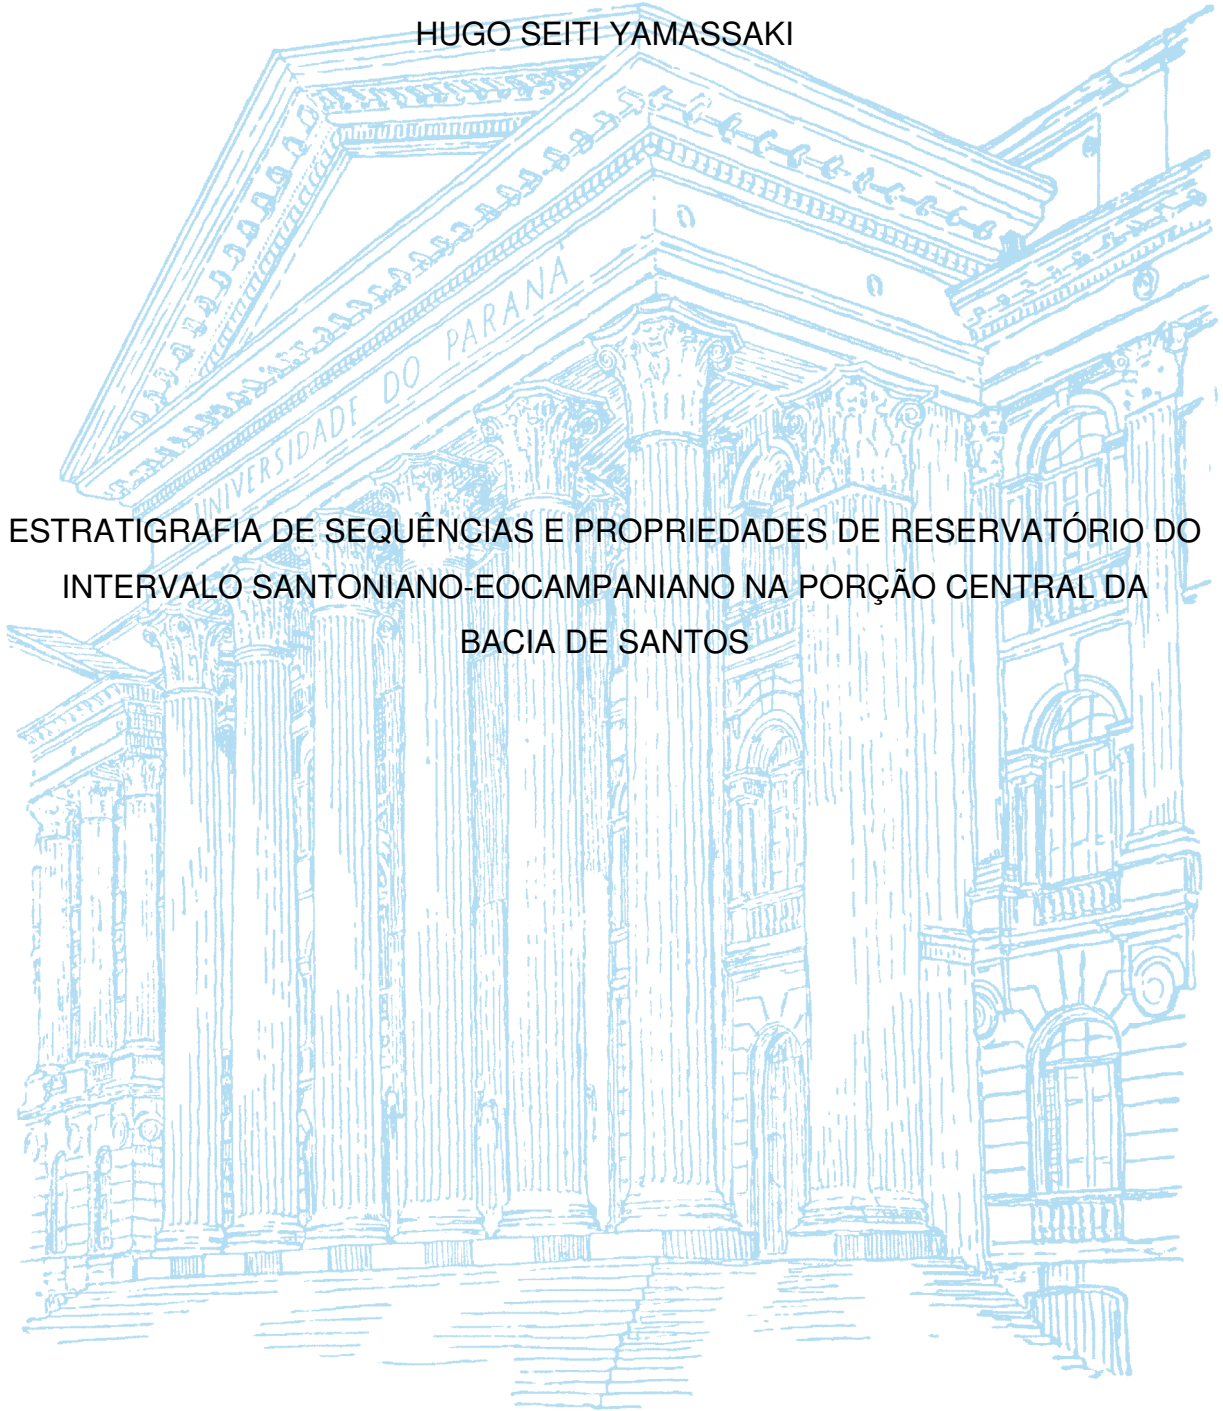 HUGO SEITI YAMASSAKI
UNIVERSIDADE DO PARANÁ
ESTRATIGRAFIA DE SEQUÊNCIAS E PROPRIEDADES DE RESERVATÓRIO DO
INTERVALO SANTONIANO-EOCAMPANIANO NA PORÇÃO CENTRAL DA
BACIA DE SANTOS